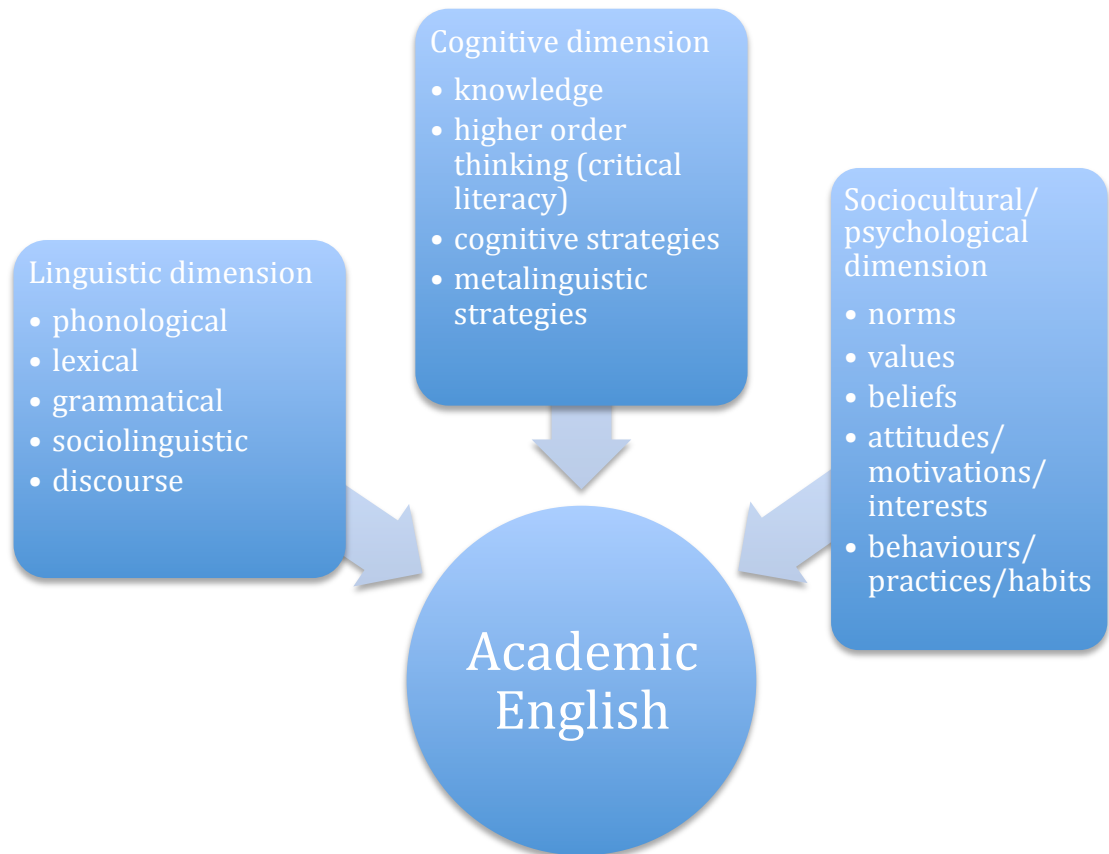 Linguistic dimension
• phonological
• lexical
• grammatical
• sociolinguistic
• discourse
Cognitive dimension
• knowledge
• higher order
thinking (critical
literacy)
• cognitive strategies
• metalinguistic
strategies
Sociocultural/
psychological
dimension
• norms
• values
• beliefs
• attitudes/
motivations/
interests
• behaviours/
practices/habits
Academic
English